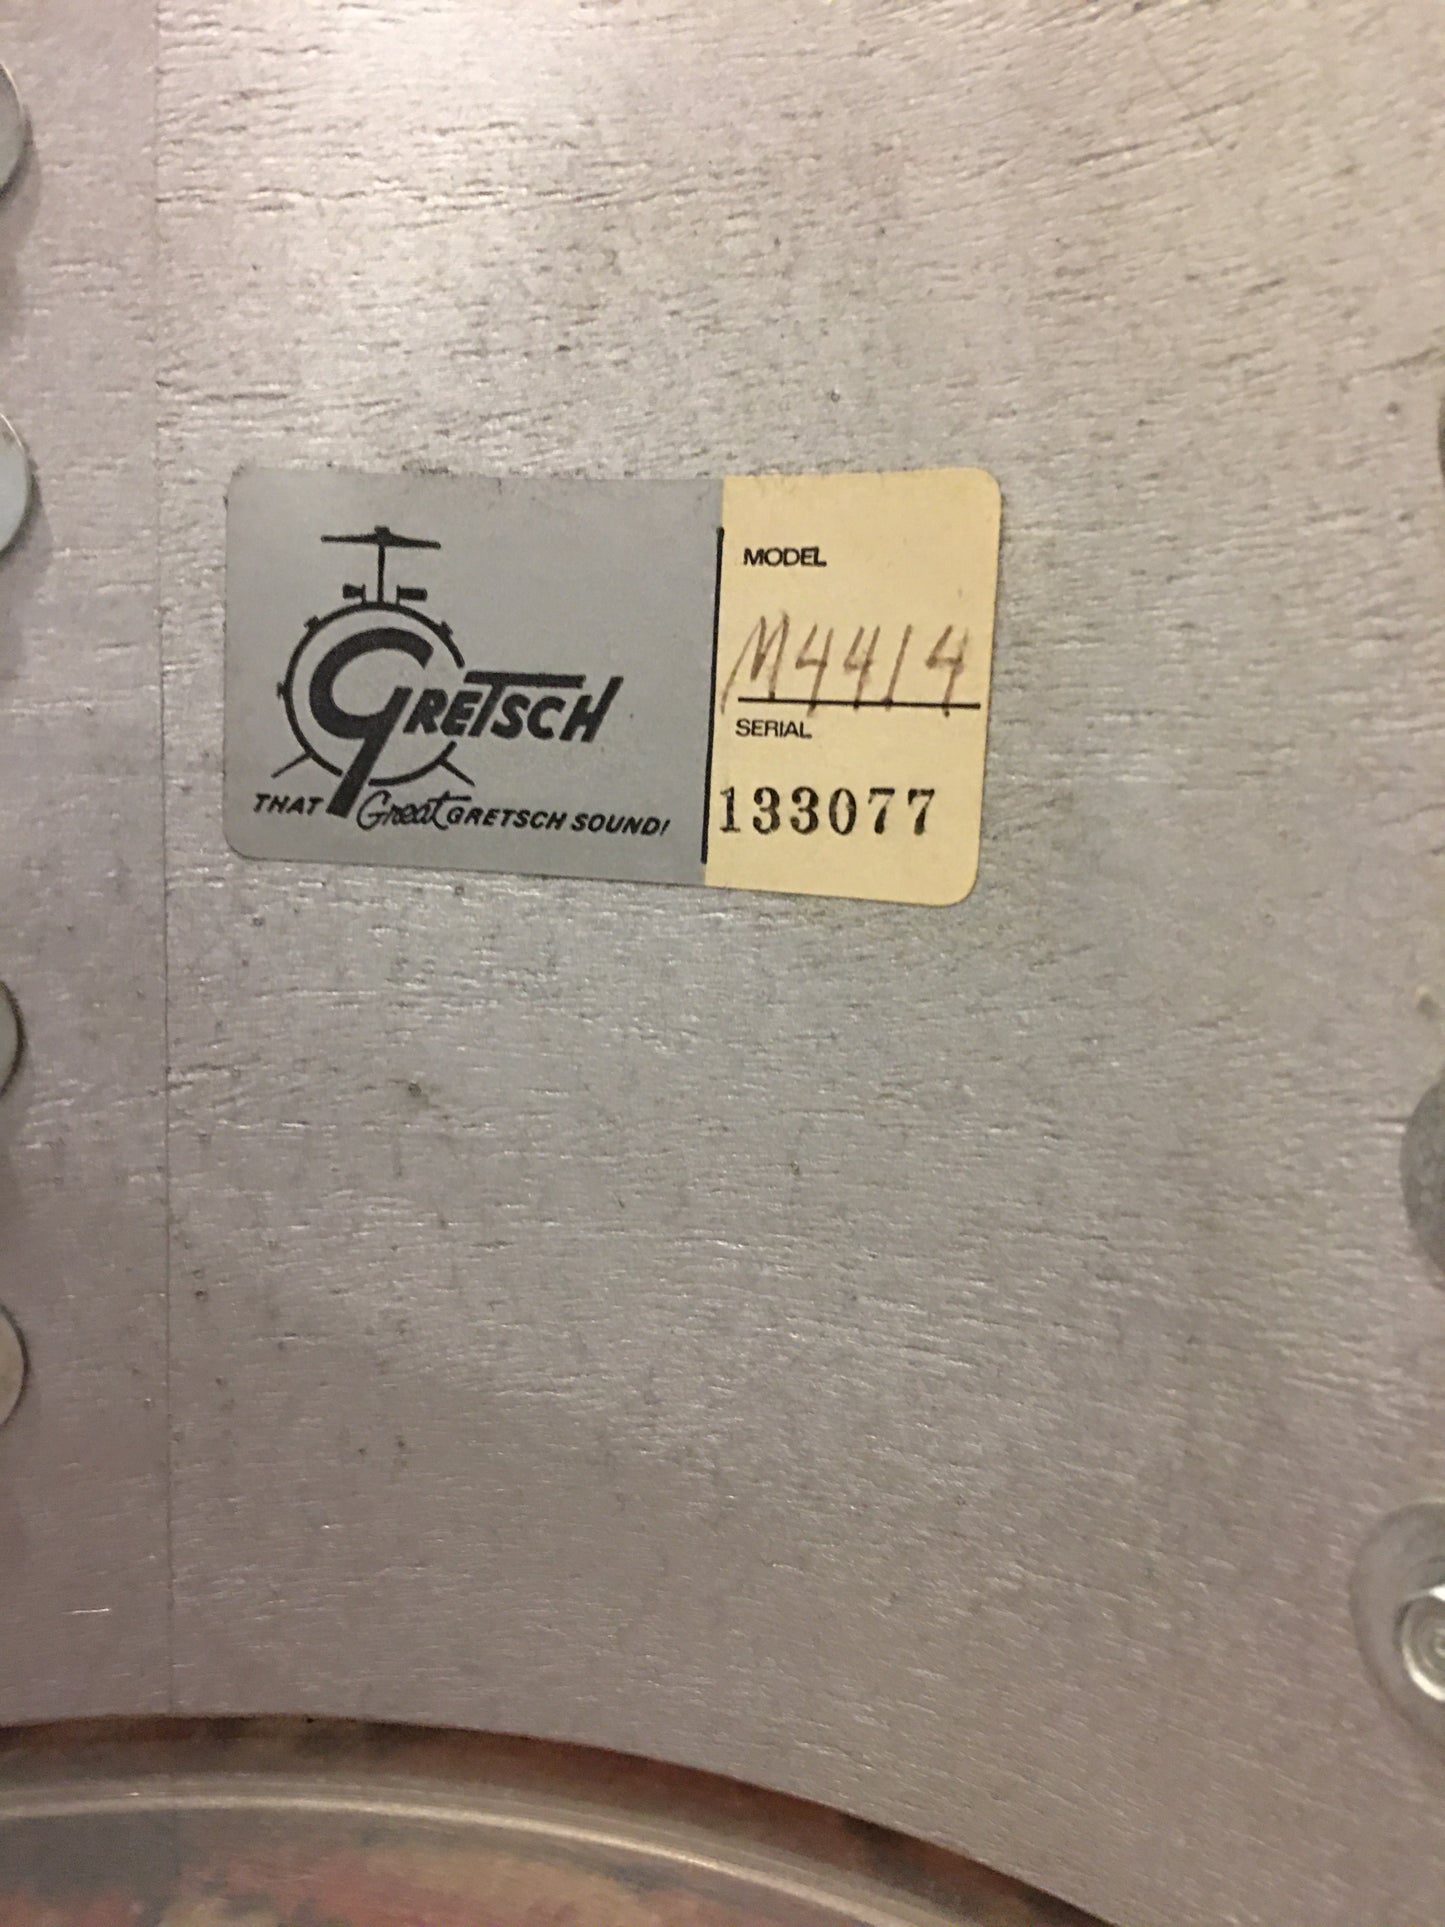 GRETSCH
THAT Great GRETSCH SOUND!
MODEL
M4414
SERIAL
133077